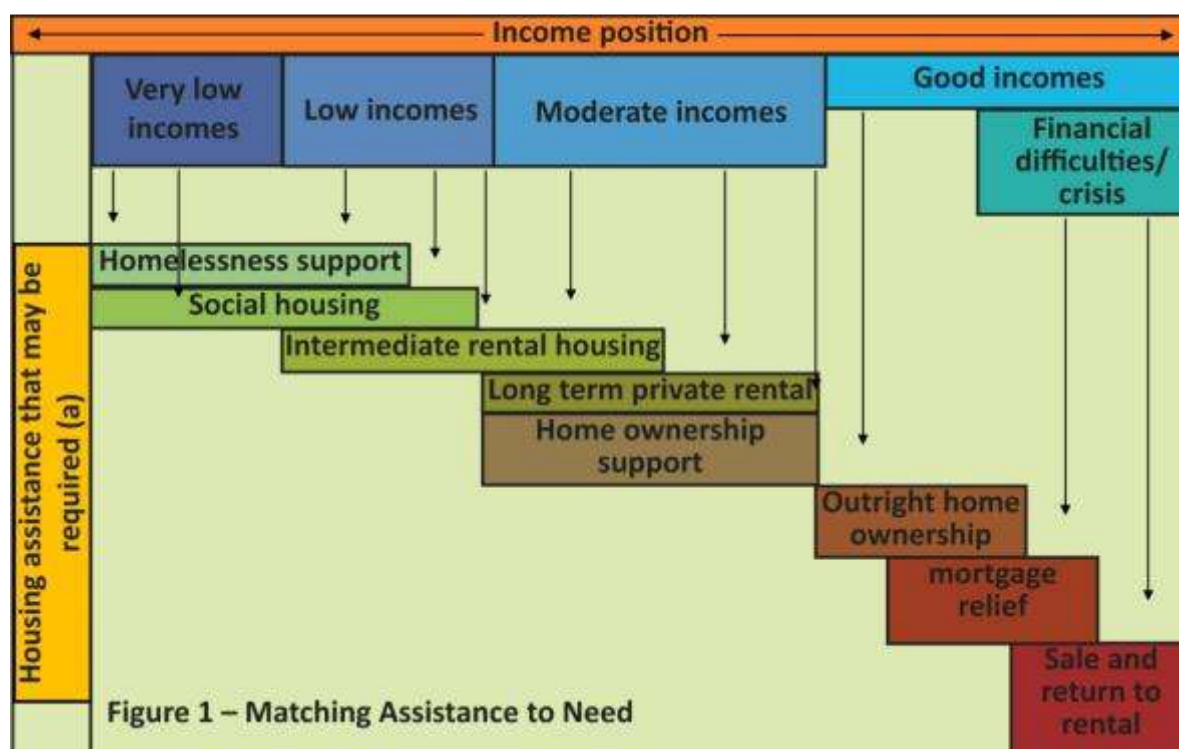 Income position
Very low
incomes
Low incomes
Moderate incomes
Good incomes
Financial
difficulties/
crisis
Housing assistance that may be
required (a)
Homelessness support
Social housing
Intermediate rental housing
Long term private rental
Home ownership
support
Outright home
ownership
mortgage
relief
Sale and
return to
rental
Figure 1 – Matching Assistance to Need